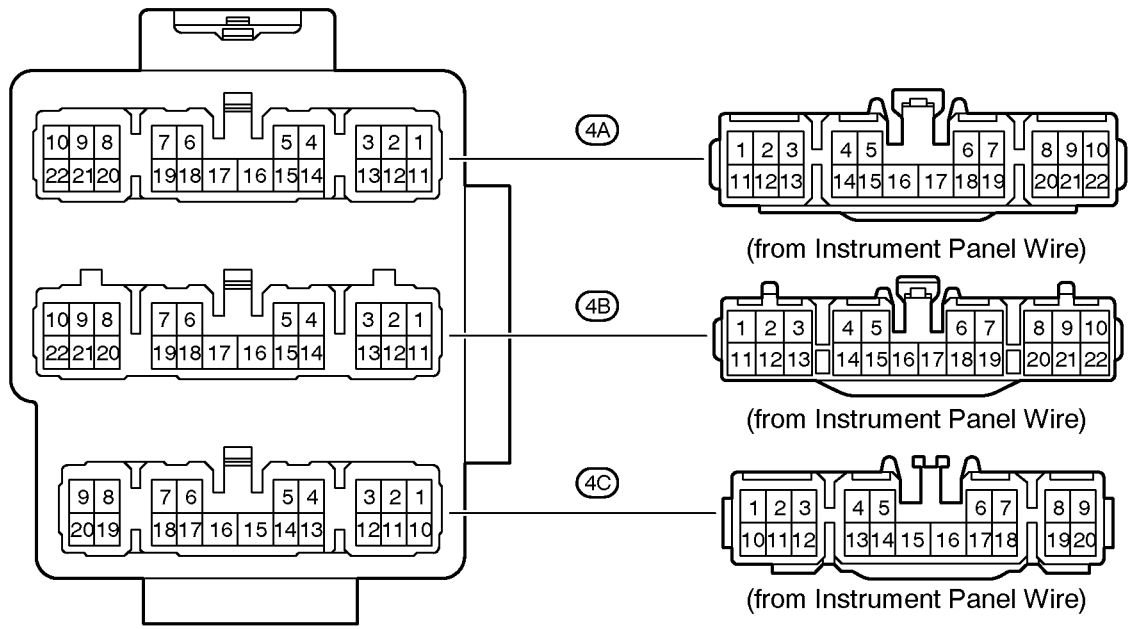 10 9 8 7 6 5 4 3 2 1
22 21 20 19 18 17 16 15 14 13 12 11
4A
1 2 3 4 5 6 7 8 9 10
11 12 13 14 15 16 17 18 19 20 21 22
(from Instrument Panel Wire)
10 9 8 7 6 5 4 3 2 1
22 21 20 19 18 17 16 15 14 13 12 11
4B
1 2 3 4 5 6 7 8 9 10
11 12 13 14 15 16 17 18 19 20 21 22
(from Instrument Panel Wire)
9 8 7 6 5 4 3 2 1
20 19 18 17 16 15 14 13 12 11 10
4C
1 2 3 4 5 6 7 8 9
10 11 12 13 14 15 16 17 18 19 20
(from Instrument Panel Wire)